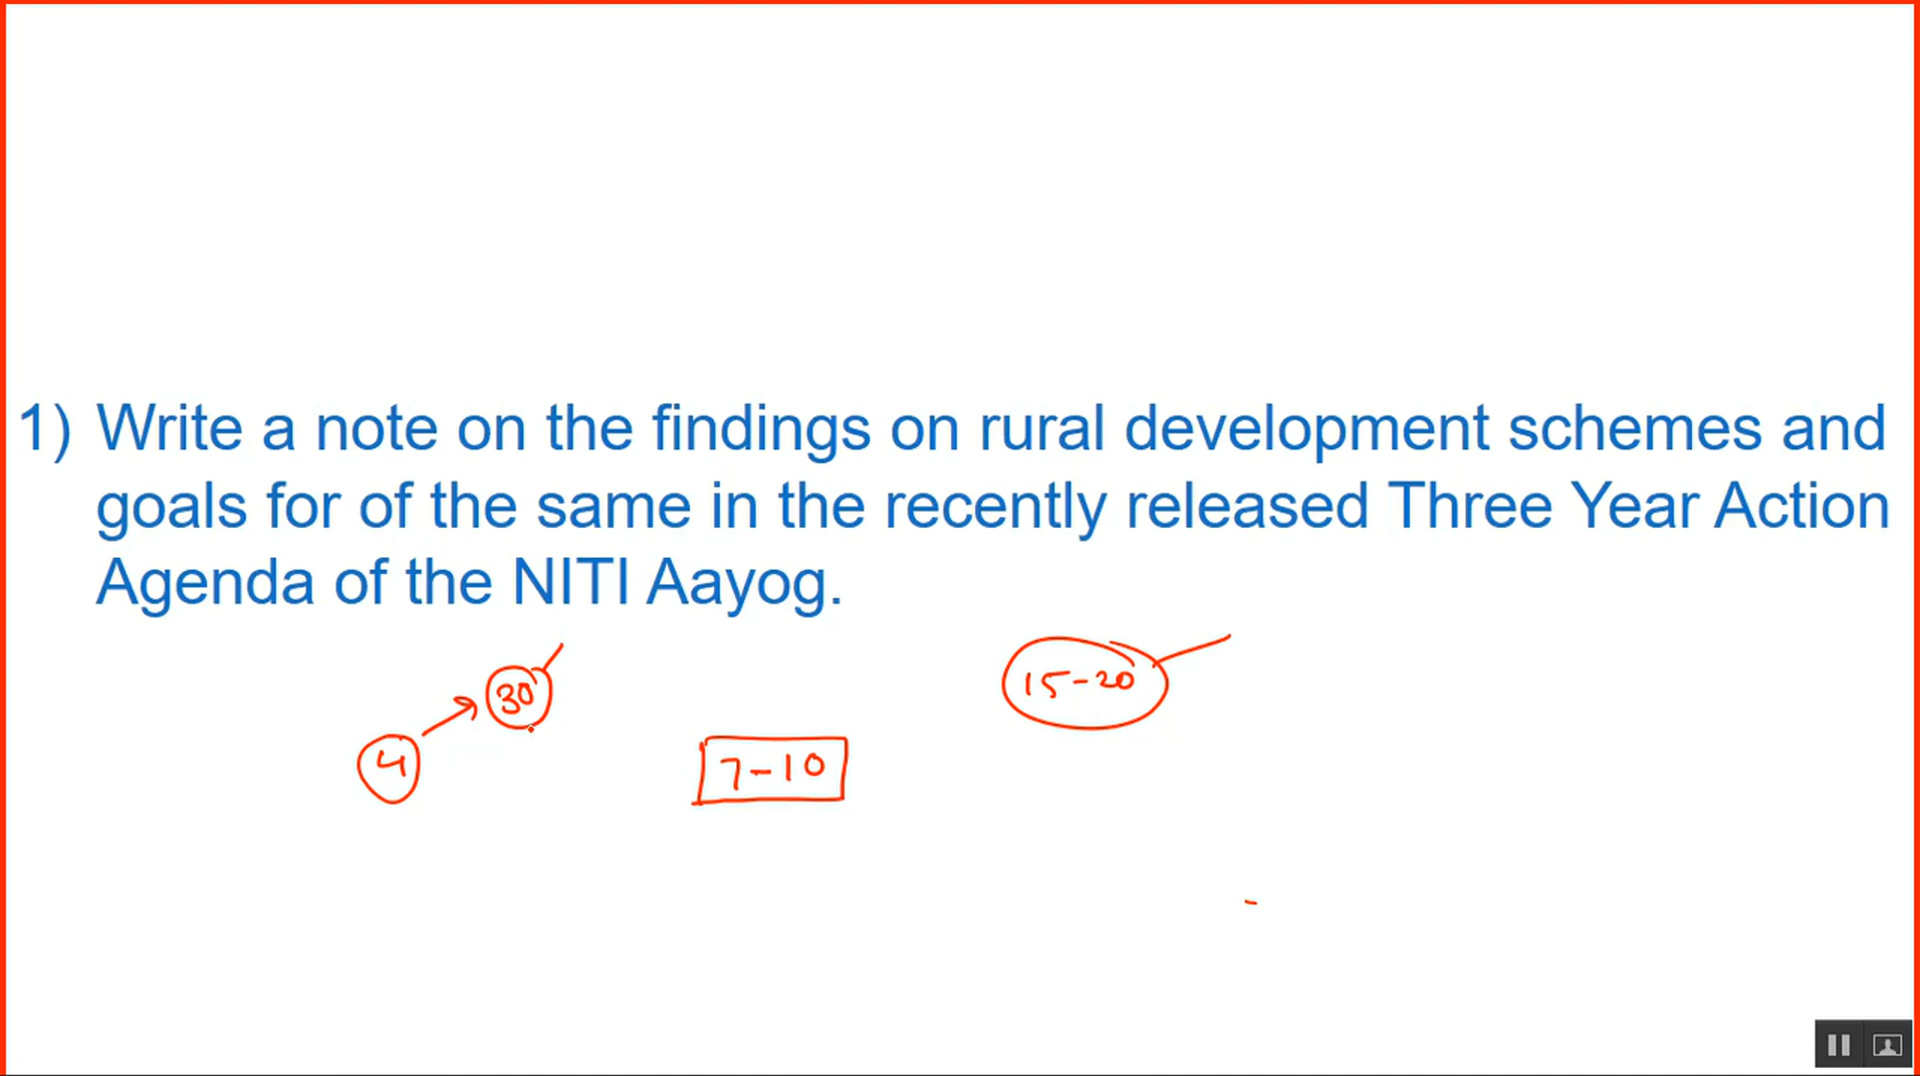 1) Write a note on the findings on rural development schemes and
goals for of the same in the recently released Three Year Action
Agenda of the NITI Aayog.
30
15-20
4
7-10